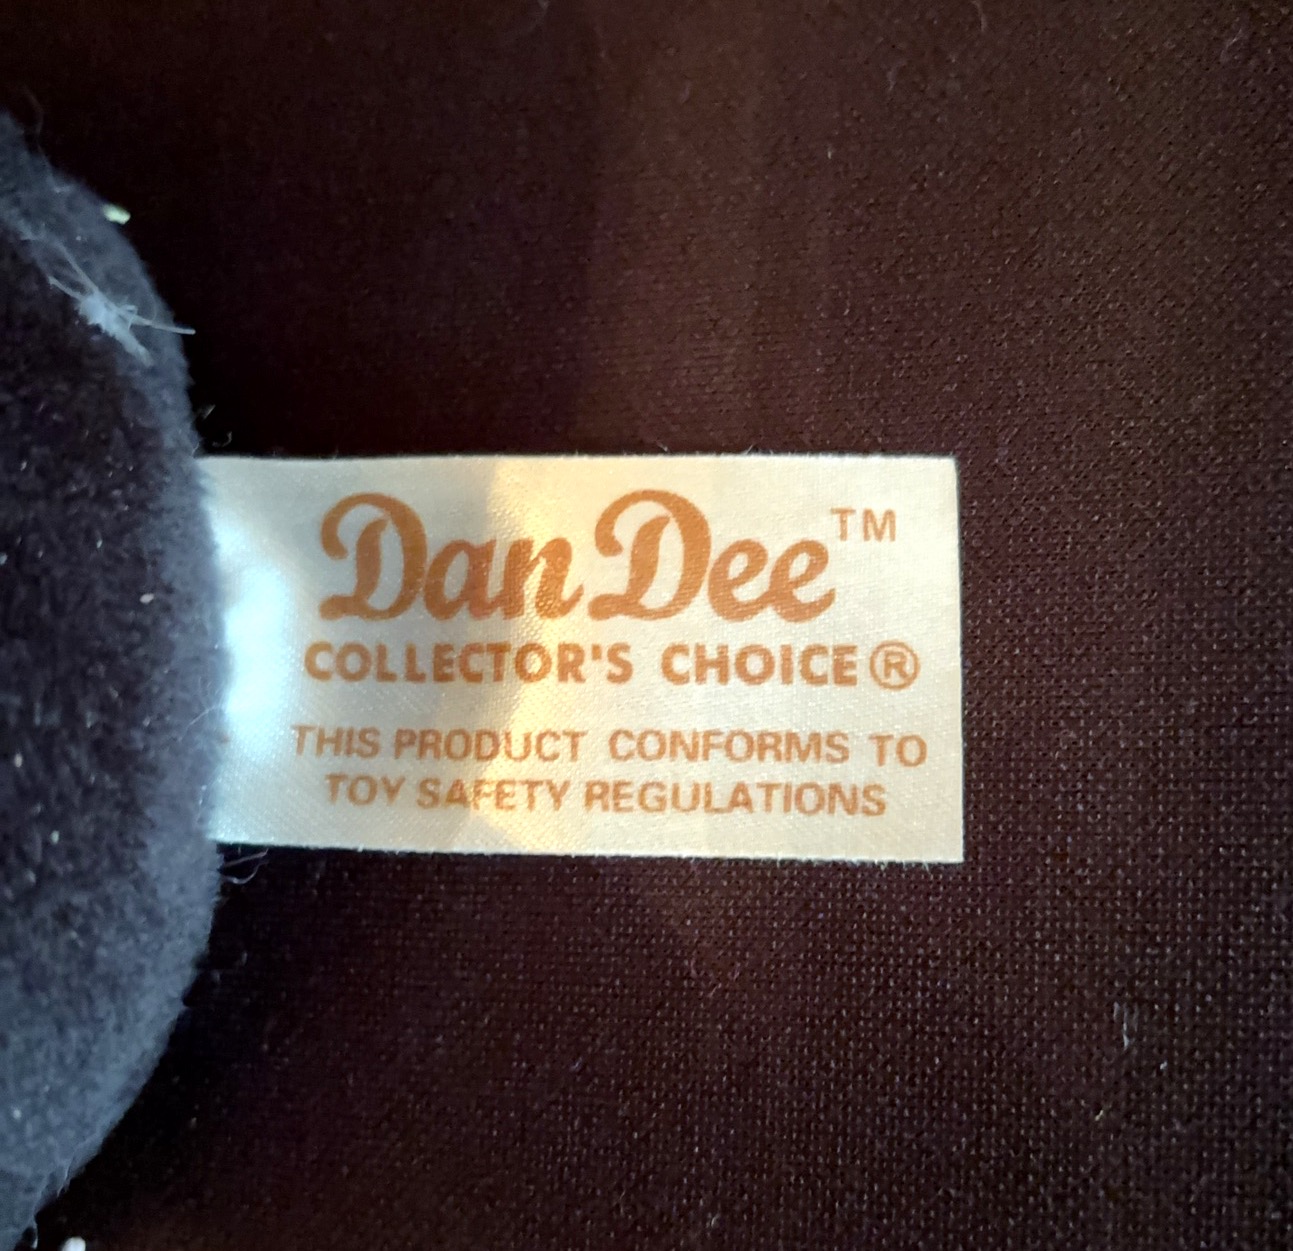 Dan Dee™
COLLECTOR'S CHOICE®
THIS PRODUCT CONFORMS TO
TOY SAFETY REGULATIONS